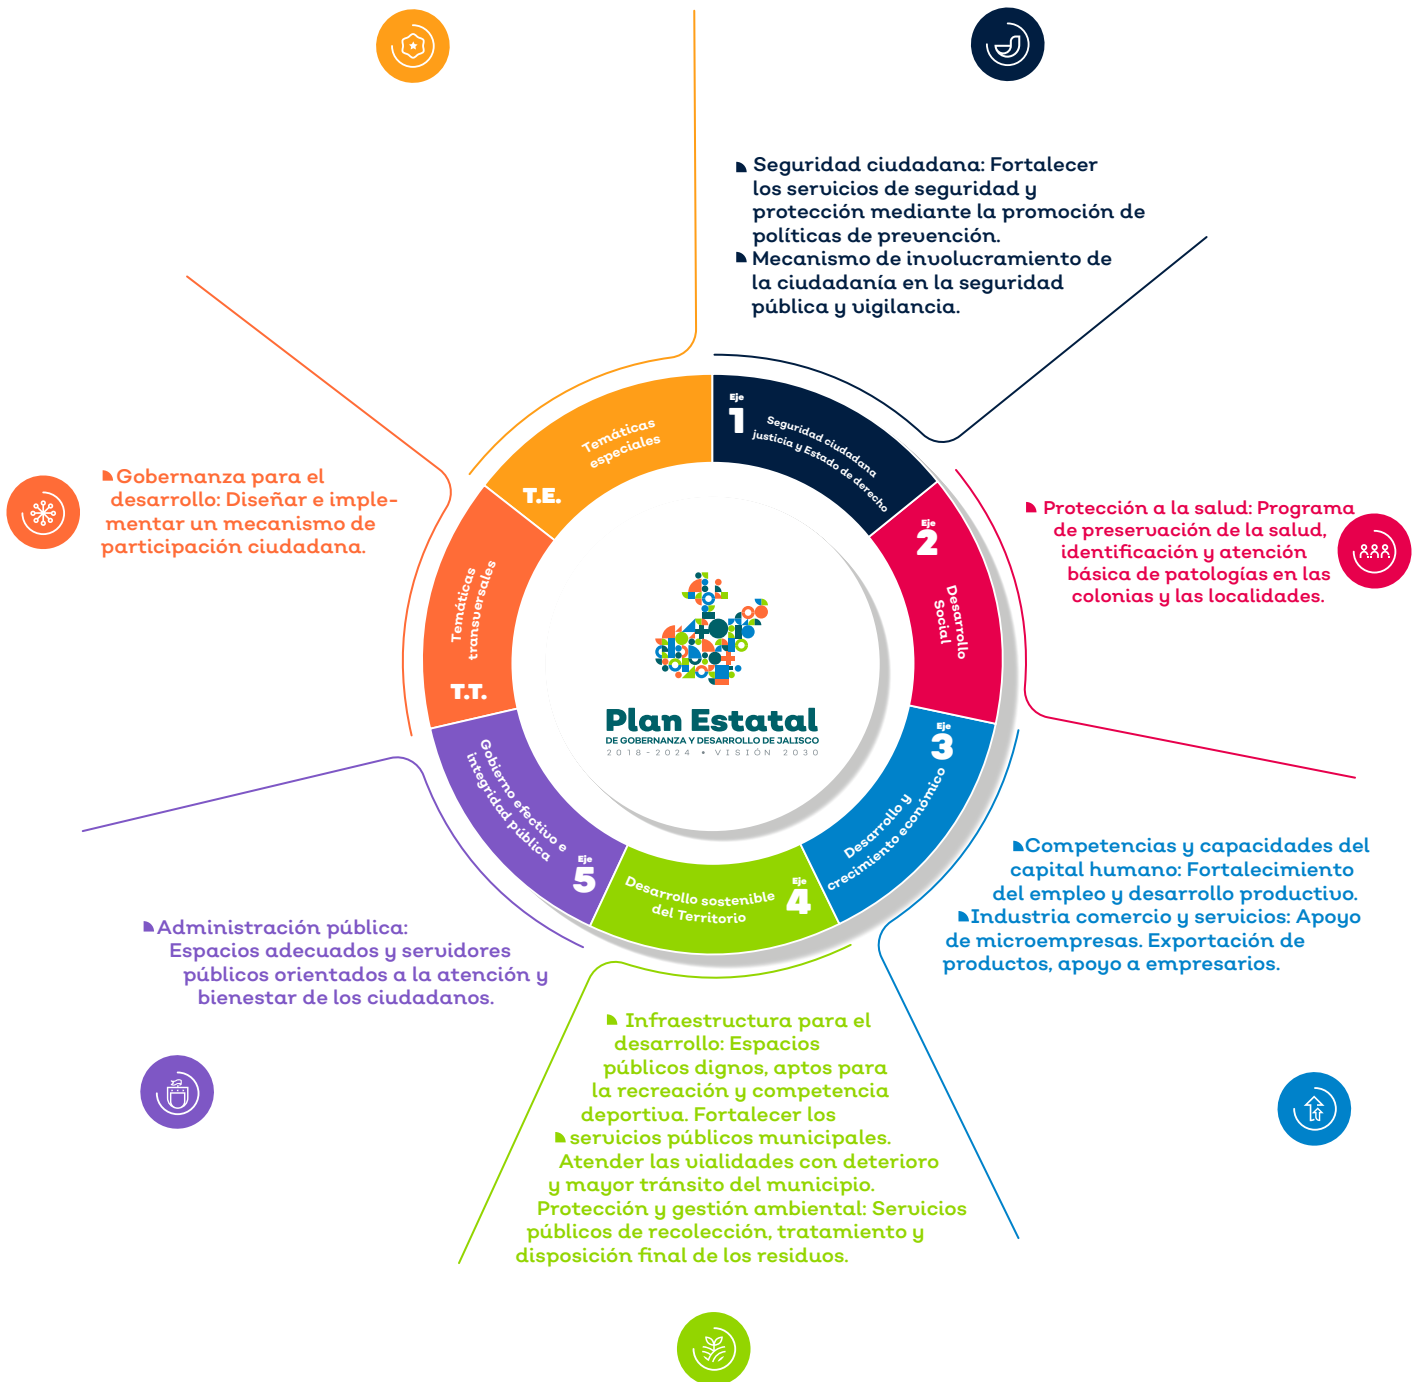 Seguridad ciudadana: Fortalecer
los servicios de seguridad y
protección mediante la promoción de
políticas de prevención.
Mecanismo de involucramiento de
la ciudadanía en la seguridad
pública y vigilancia.
Eje
1
Seguridad ciudadana
justicia y Estado de derecho
Protección a la salud: Programa
de preservación de la salud,
identificación y atención
básica de patologías en las
colonias y las localidades.
Eje
2
Desarrollo
Social
Competencias y capacidades del
capital humano: Fortalecimiento
del empleo y desarrollo productivo.
Industria comercio y servicios: Apoyo
de microempresas. Exportación de
productos, apoyo a empresarios.
Eje
3
Desarrollo y
crecimiento económico
Infraestructura para el
desarrollo: Espacios
públicos dignos, aptos para
la recreación y competencia
deportiva. Fortalecer los
servicios públicos municipales.
Atender las vialidades con deterioro
y mayor tránsito del municipio.
Protección y gestión ambiental: Servicios
públicos de recolección, tratamiento y
disposición final de los residuos.
Eje
4
Desarrollo sostenible
del Territorio
Administración pública:
Espacios adecuados y servidores
públicos orientados a la atención y
bienestar de los ciudadanos.
Eje
5
Gobierno efectivo e
integridad pública
Gobernanza para el
desarrollo: Diseñar e imple-
mentar un mecanismo de
participación ciudadana.
Temáticas
transversales
T.T.
Temáticas
especiales
T.E.
Plan Estatal
DE GOBERNANZA Y DESARROLLO DE JALISCO
2018-2024 • VISIÓN 2030